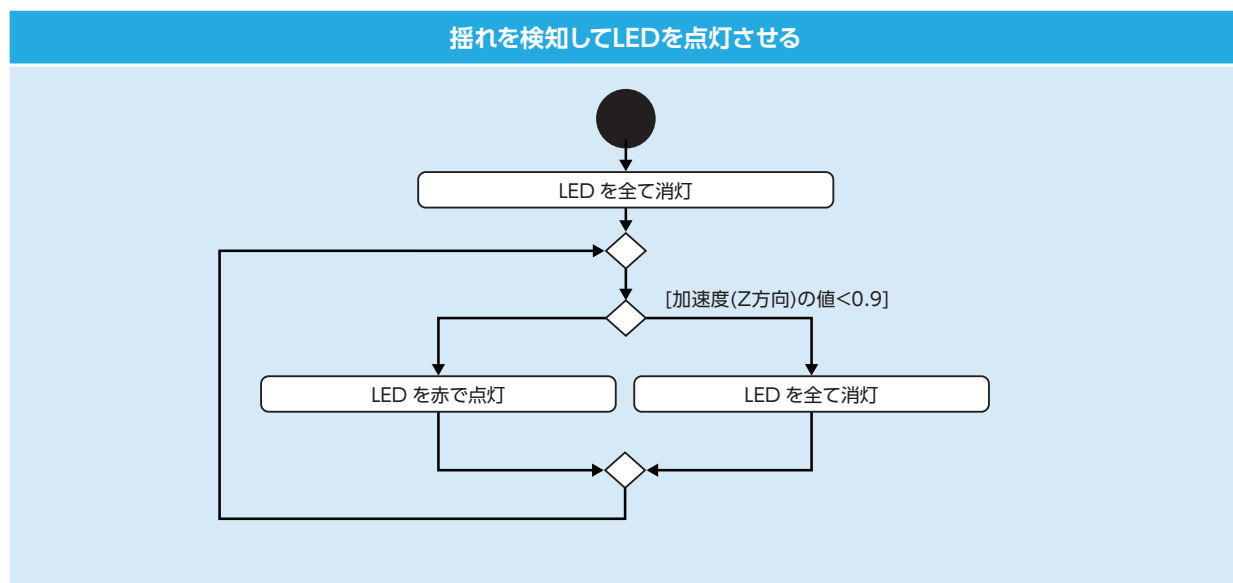 揺れを検知してLEDを点灯させる
LED を全て消灯
[加速度(Z方向)の値<0.9]
LED を赤で点灯
LED を全て消灯